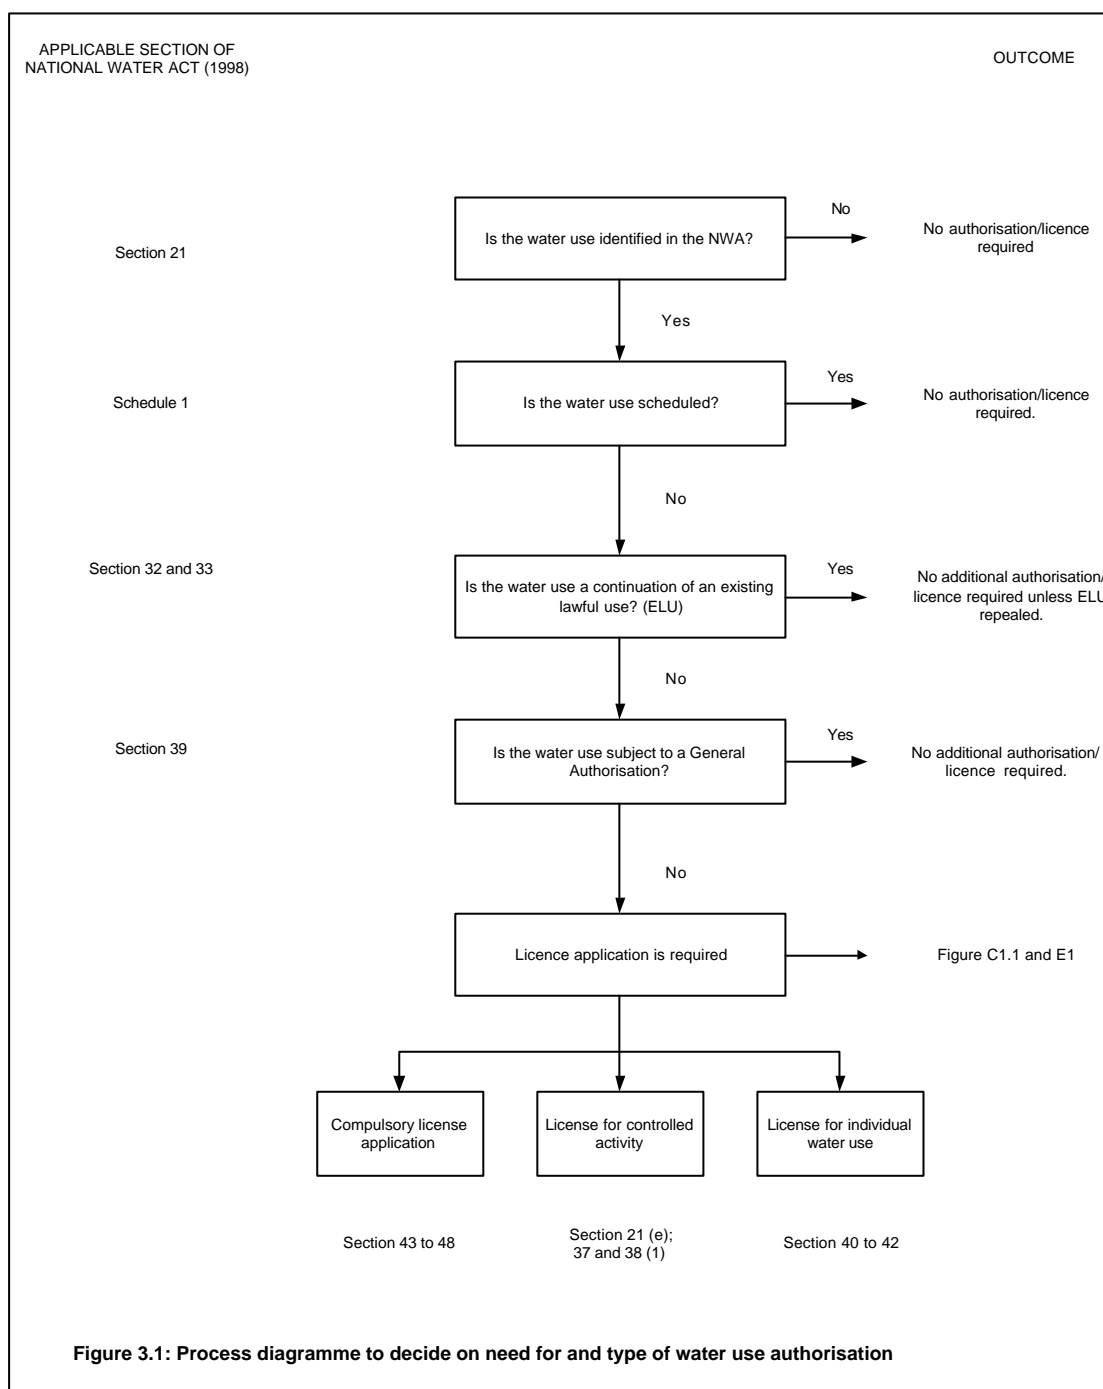 APPLICABLE SECTION OF
NATIONAL WATER ACT (1998)
OUTCOME
Section 21
Is the water use identified in the NWA?
No
No authorisation/licence
required
Yes
Schedule 1
Is the water use scheduled?
Yes
No authorisation/licence
required.
No
Section 32 and 33
Is the water use a continuation of an existing
lawful use? (ELU)
Yes
No additional authorisation/
licence required unless ELU
repealed.
No
Section 39
Is the water use subject to a General
Authorisation?
Yes
No additional authorisation/
licence required.
No
Licence application is required
Figure C1.1 and E1
Compulsory license
application
License for controlled
activity
License for individual
water use
Section 43 to 48
Section 21 (e);
37 and 38 (1)
Section 40 to 42
Figure 3.1: Process diagramme to decide on need for and type of water use authorisation